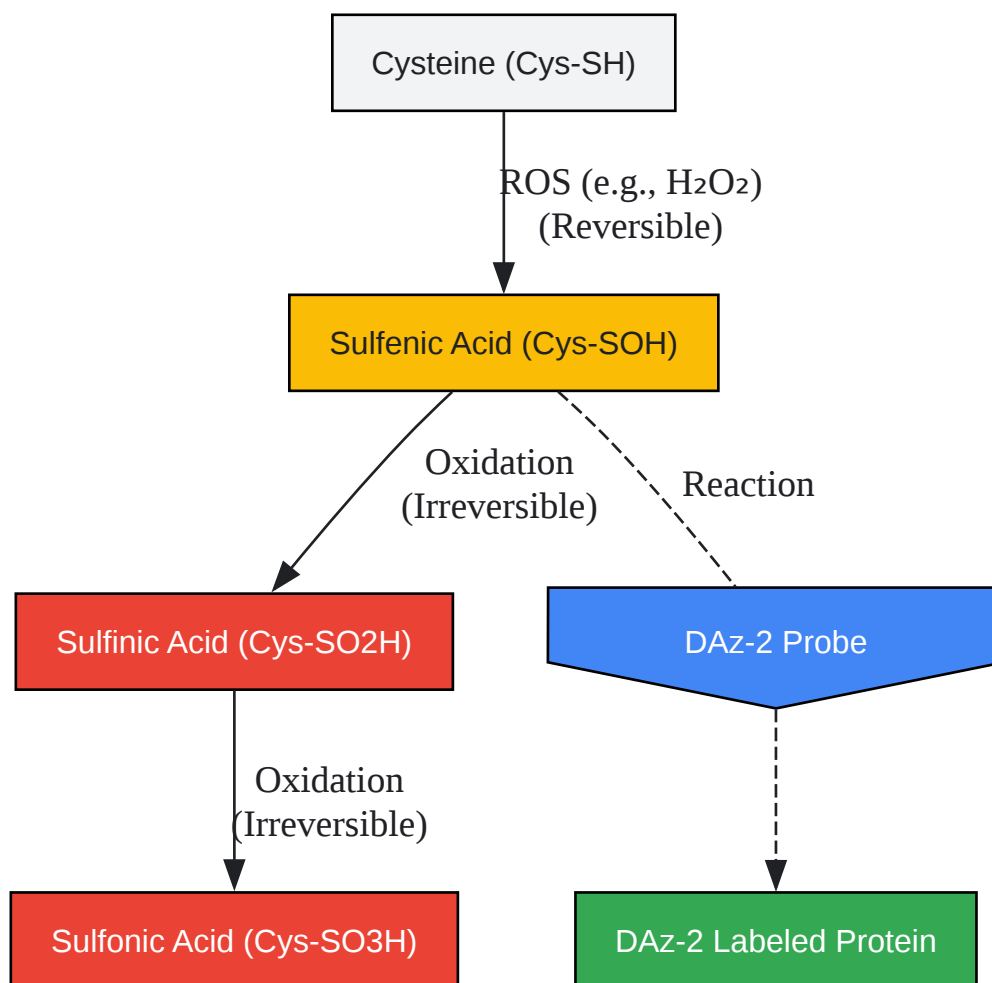 Cysteine (Cys-SH)
ROS (e.g., H₂O₂)
(Reversible)
Sulfenic Acid (Cys-SOH)
Oxidation
(Irreversible)
Reaction
Sulfinic Acid (Cys-SO2H)
DAz-2 Probe
Oxidation
(Irreversible)
Sulfonic Acid (Cys-SO3H)
DAz-2 Labeled Protein